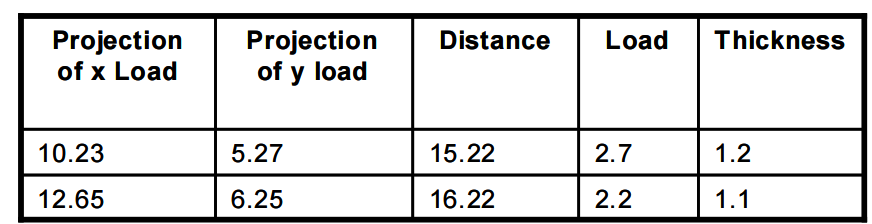 Projection of x Load Projection of y load Distance Load Thickness
10.23 5.27 15.22 2.7 1.2
12.65 6.25 16.22 2.2 1.1